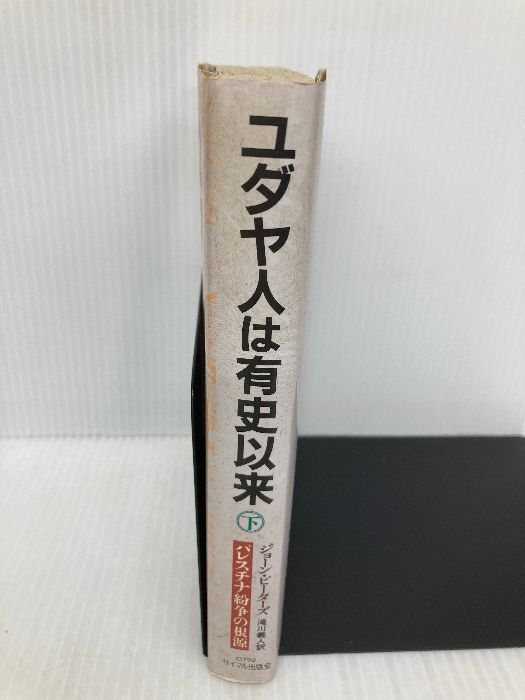 ユダヤ人は有史以来
下
ジョーン・ピーターズ
滝川義人訳
パレスチナ紛争の根源
サイマル出版会